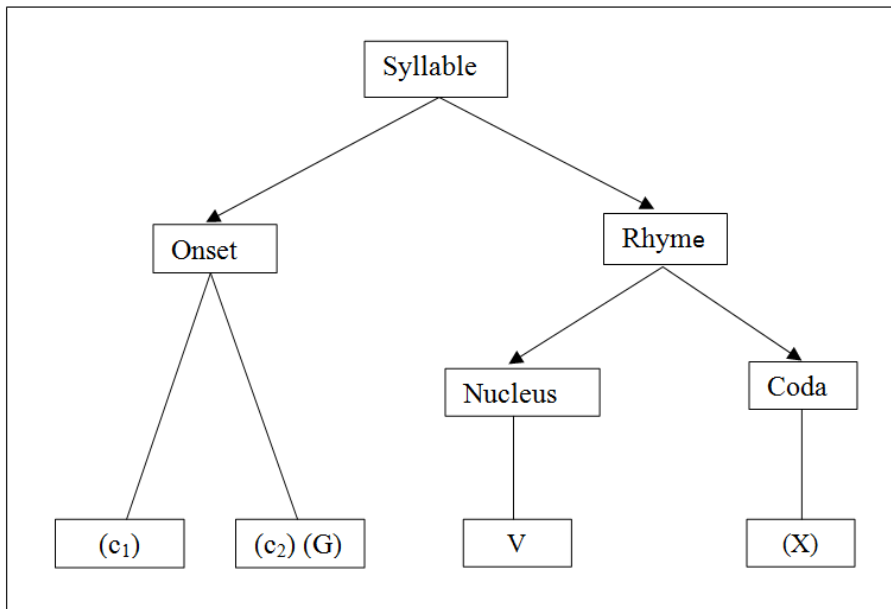 Syllable
Onset
Rhyme
Nucleus
Coda
(c₁)
(c₂) (G)
V
(X)